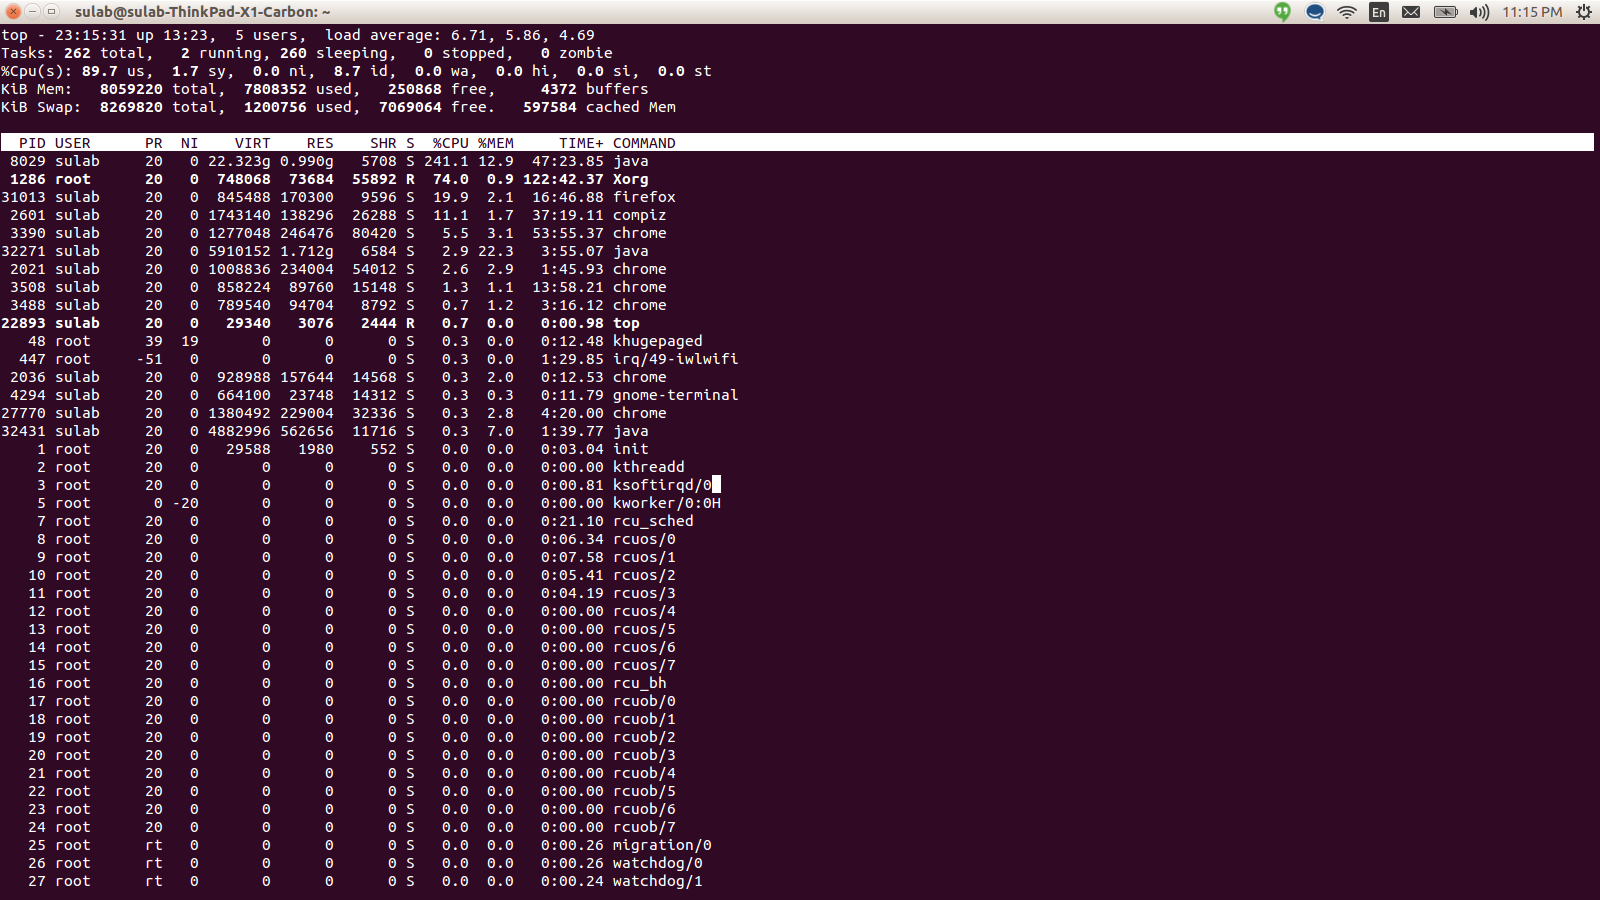 sulab@sulab-ThinkPad-X1-Carbon: ~
En
11:15 PM
top - 23:15:31 up 13:23,  5 users,  load average: 6.71, 5.86, 4.69
Tasks: 262 total,   2 running, 260 sleeping,   0 stopped,   0 zombie
%Cpu(s): 89.7 us,  1.7 sy,  0.0 ni,  8.7 id,  0.0 wa,  0.0 hi,  0.0 si,  0.0 st
KiB Mem:   8059220 total,  7808352 used,   250868 free,     4372 buffers
KiB Swap:  8269820 total,  1200756 used,  7069064 free.   597584 cached Mem
PID USER      PR  NI    VIRT    RES    SHR S  %CPU %MEM     TIME+ COMMAND
8029 sulab     20   0 22.323g 0.990g   5708 S 241.1 12.9  47:23.85 java
1286 root      20   0  748068  73684  55892 R  74.0  0.9 122:42.37 Xorg
31013 sulab     20   0  845488 170300   9596 S  19.9  2.1  16:46.88 firefox
2601 sulab     20   0 1743140 138296  26288 S  11.1  1.7  37:19.11 compiz
3390 sulab     20   0 1277048 246476  80420 S   5.5  3.1  53:55.37 chrome
32271 sulab     20   0 5910152 1.712g   6584 S   2.9 22.3   3:55.07 java
2021 sulab     20   0 1008836 234004  54012 S   2.6  2.9   1:45.93 chrome
3508 sulab     20   0  858224  89760  15148 S   1.3  1.1  13:58.21 chrome
3488 sulab     20   0  789540  94704   8792 S   0.7  1.2   3:16.12 chrome
22893 sulab     20   0   29340   3076   2444 R   0.7  0.0   0:00.98 top
48 root      39  19       0      0      0 S   0.3  0.0   0:12.48 khugepaged
447 root     -51   0       0      0      0 S   0.3  0.0   1:29.85 irq/49-iwlwifi
2036 sulab     20   0  928988 157644  14568 S   0.3  2.0   0:12.53 chrome
4294 sulab     20   0  664100  23748  14312 S   0.3  0.3   0:11.79 gnome-terminal
27770 sulab     20   0 1380492 229004  32336 S   0.3  2.8   4:20.00 chrome
32431 sulab     20   0 4882996 562656  11716 S   0.3  7.0   1:39.77 java
1 root      20   0   29588   1980    552 S   0.0  0.0   0:03.04 init
2 root      20   0       0      0      0 S   0.0  0.0   0:00.00 kthreadd
3 root      20   0       0      0      0 S   0.0  0.0   0:00.81 ksoftirqd/0
5 root       0 -20       0      0      0 S   0.0  0.0   0:00.00 kworker/0:0H
7 root      20   0       0      0      0 S   0.0  0.0   0:21.10 rcu_sched
8 root      20   0       0      0      0 S   0.0  0.0   0:06.34 rcuos/0
9 root      20   0       0      0      0 S   0.0  0.0   0:07.58 rcuos/1
10 root      20   0       0      0      0 S   0.0  0.0   0:05.41 rcuos/2
11 root      20   0       0      0      0 S   0.0  0.0   0:04.19 rcuos/3
12 root      20   0       0      0      0 S   0.0  0.0   0:00.00 rcuos/4
13 root      20   0       0      0      0 S   0.0  0.0   0:00.00 rcuos/5
14 root      20   0       0      0      0 S   0.0  0.0   0:00.00 rcuos/6
15 root      20   0       0      0      0 S   0.0  0.0   0:00.00 rcuos/7
16 root      20   0       0      0      0 S   0.0  0.0   0:00.00 rcu_bh
17 root      20   0       0      0      0 S   0.0  0.0   0:00.00 rcuob/0
18 root      20   0       0      0      0 S   0.0  0.0   0:00.00 rcuob/1
19 root      20   0       0      0      0 S   0.0  0.0   0:00.00 rcuob/2
20 root      20   0       0      0      0 S   0.0  0.0   0:00.00 rcuob/3
21 root      20   0       0      0      0 S   0.0  0.0   0:00.00 rcuob/4
22 root      20   0       0      0      0 S   0.0  0.0   0:00.00 rcuob/5
23 root      20   0       0      0      0 S   0.0  0.0   0:00.00 rcuob/6
24 root      20   0       0      0      0 S   0.0  0.0   0:00.00 rcuob/7
25 root      rt   0       0      0      0 S   0.0  0.0   0:00.26 migration/0
26 root      rt   0       0      0      0 S   0.0  0.0   0:00.26 watchdog/0
27 root      rt   0       0      0      0 S   0.0  0.0   0:00.24 watchdog/1